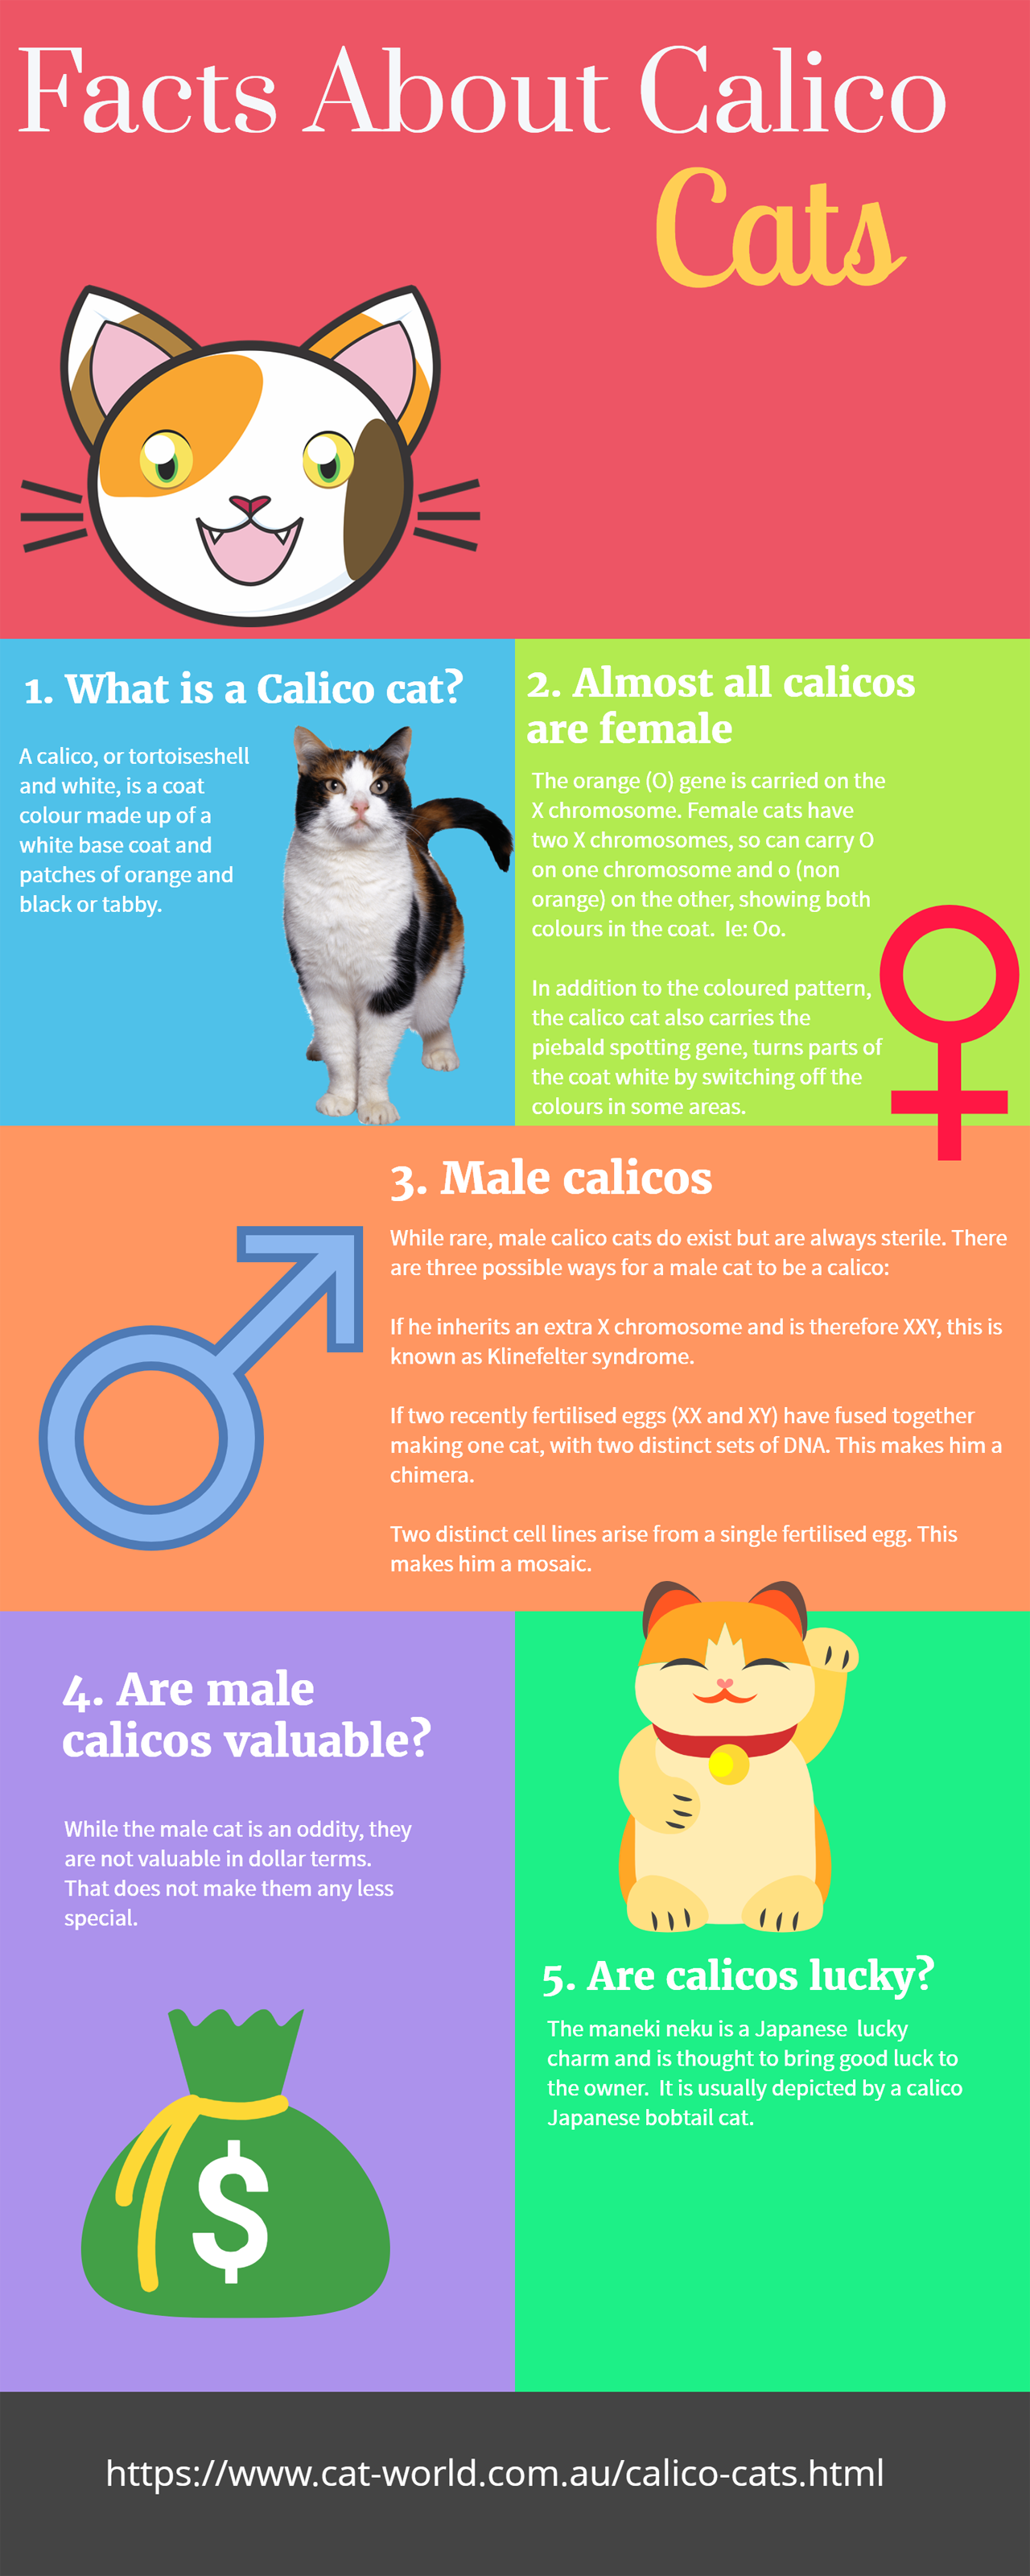 Facts About Calico
Cats
1. What is a Calico cat?
A calico, or tortoiseshell
and white, is a coat
colour made up of a
white base coat and
patches of orange and
black or tabby.
2. Almost all calicos
are female
The orange (O) gene is carried on the
X chromosome. Female cats have
two X chromosomes, so can carry O
on one chromosome and o (non
orange) on the other, showing both
colours in the coat.  Ie: Oo.
In addition to the coloured pattern,
the calico cat also carries the
piebald spotting gene, turns parts of
the coat white by switching off the
colours in some areas.
3. Male calicos
While rare, male calico cats do exist but are always sterile. There
are three possible ways for a male cat to be a calico:
If he inherits an extra X chromosome and is therefore XXY, this is
known as Klinefelter syndrome.
If two recently fertilised eggs (XX and XY) have fused together
making one cat, with two distinct sets of DNA. This makes him a
chimera.
Two distinct cell lines arise from a single fertilised egg. This
makes him a mosaic.
4. Are male
calicos valuable?
While the male cat is an oddity, they
are not valuable in dollar terms.
That does not make them any less
special.
$
5. Are calicos lucky?
The maneki neku is a Japanese  lucky
charm and is thought to bring good luck to
the owner.  It is usually depicted by a calico
Japanese bobtail cat.
https://www.cat-world.com.au/calico-cats.html